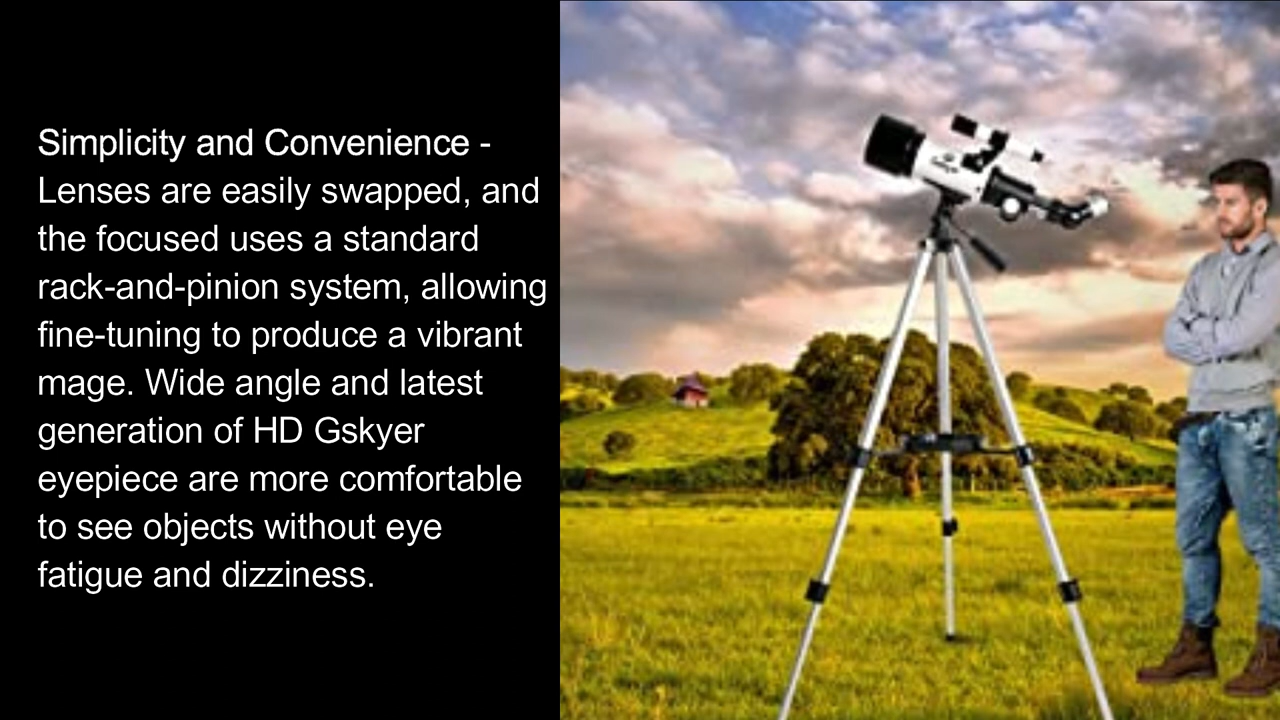 Simplicity and Convenience -
Lenses are easily swapped, and
the focused uses a standard
rack-and-pinion system, allowing
fine-tuning to produce a vibrant
mage. Wide angle and latest
generation of HD Gskyer
eyepiece are more comfortable
to see objects without eye
fatigue and dizziness.